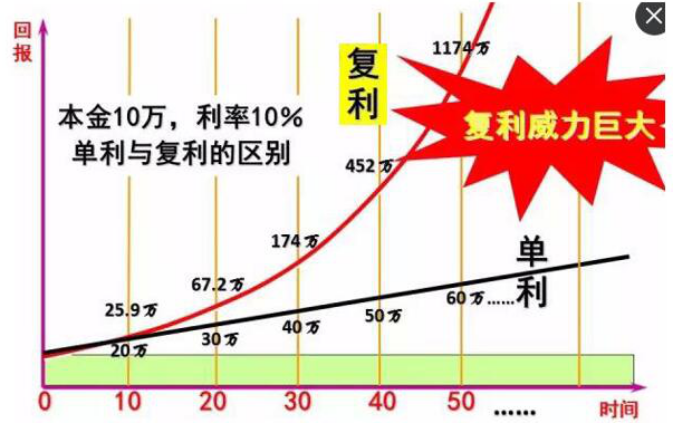 回
报
本金10万，利率10%
单利与复利的区别
复
利
复利威力巨大
1174万
452万
174万
67.2万
25.9万
单
利
20万
30万
40万
50万
60万......
0 10 20 30 40 50 ...... 时间